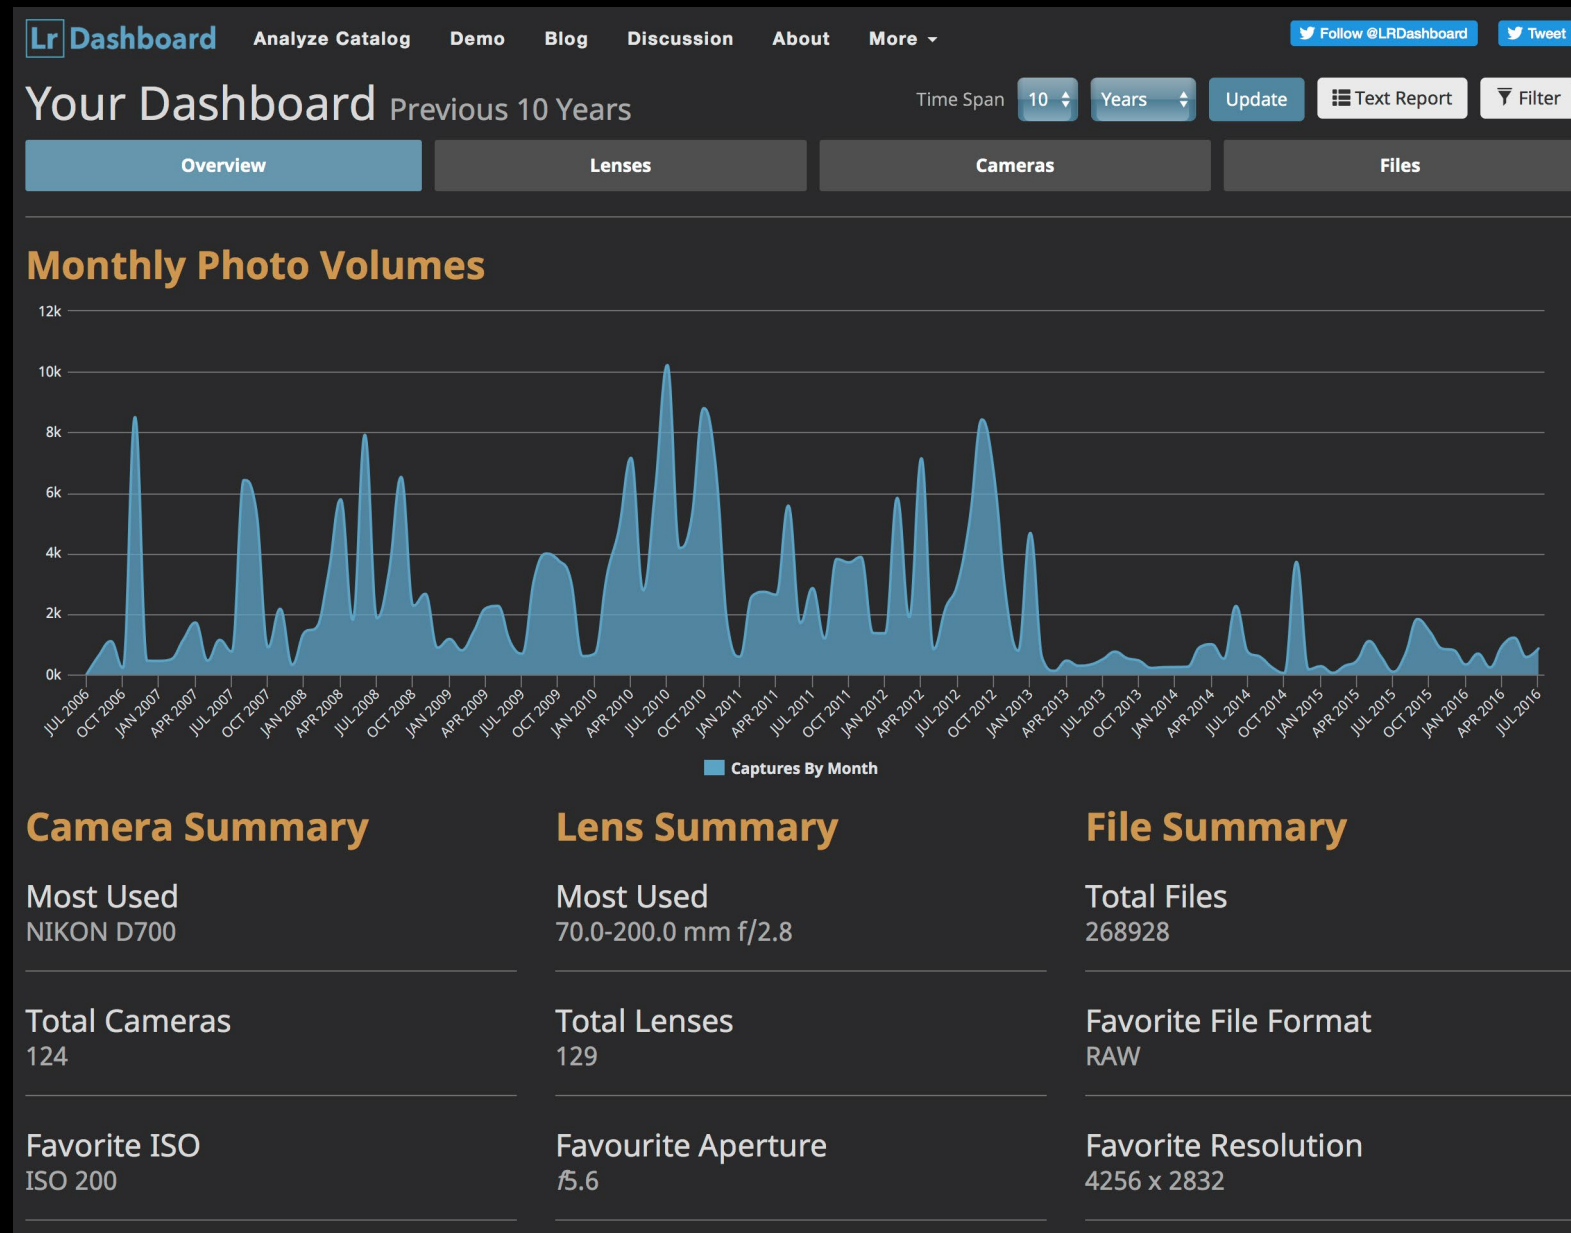 Lr Dashboard Analyze Catalog Demo Blog Discussion About More Follow @LRDashboard Tweet
Your Dashboard Previous 10 Years Time Span 10 Years Update Text Report Filter
Overview Lenses Cameras Files
Monthly Photo Volumes
12k
10k
8k
6k
4k
2k
0k
JUL 2006 OCT 2006 JAN 2007 APR 2007 JUL 2007 OCT 2007 JAN 2008 APR 2008 JUL 2008 OCT 2008 JAN 2009 APR 2009 JUL 2009 OCT 2009 JAN 2010 APR 2010 JUL 2010 OCT 2010 JAN 2011 APR 2011 JUL 2011 OCT 2011 JAN 2012 APR 2012 JUL 2012 OCT 2012 JAN 2013 APR 2013 JUL 2013 OCT 2013 JAN 2014 APR 2014 JUL 2014 OCT 2014 JAN 2015 APR 2015 JUL 2015 OCT 2015 JAN 2016 APR 2016 JUL 2016
Captures By Month
Camera Summary Lens Summary File Summary
Most Used Most Used Total Files
NIKON D700 70.0-200.0 mm f/2.8 268928
Total Cameras Total Lenses Favorite File Format
124 129 RAW
Favorite ISO Favourite Aperture Favorite Resolution
ISO 200 f5.6 4256 x 2832